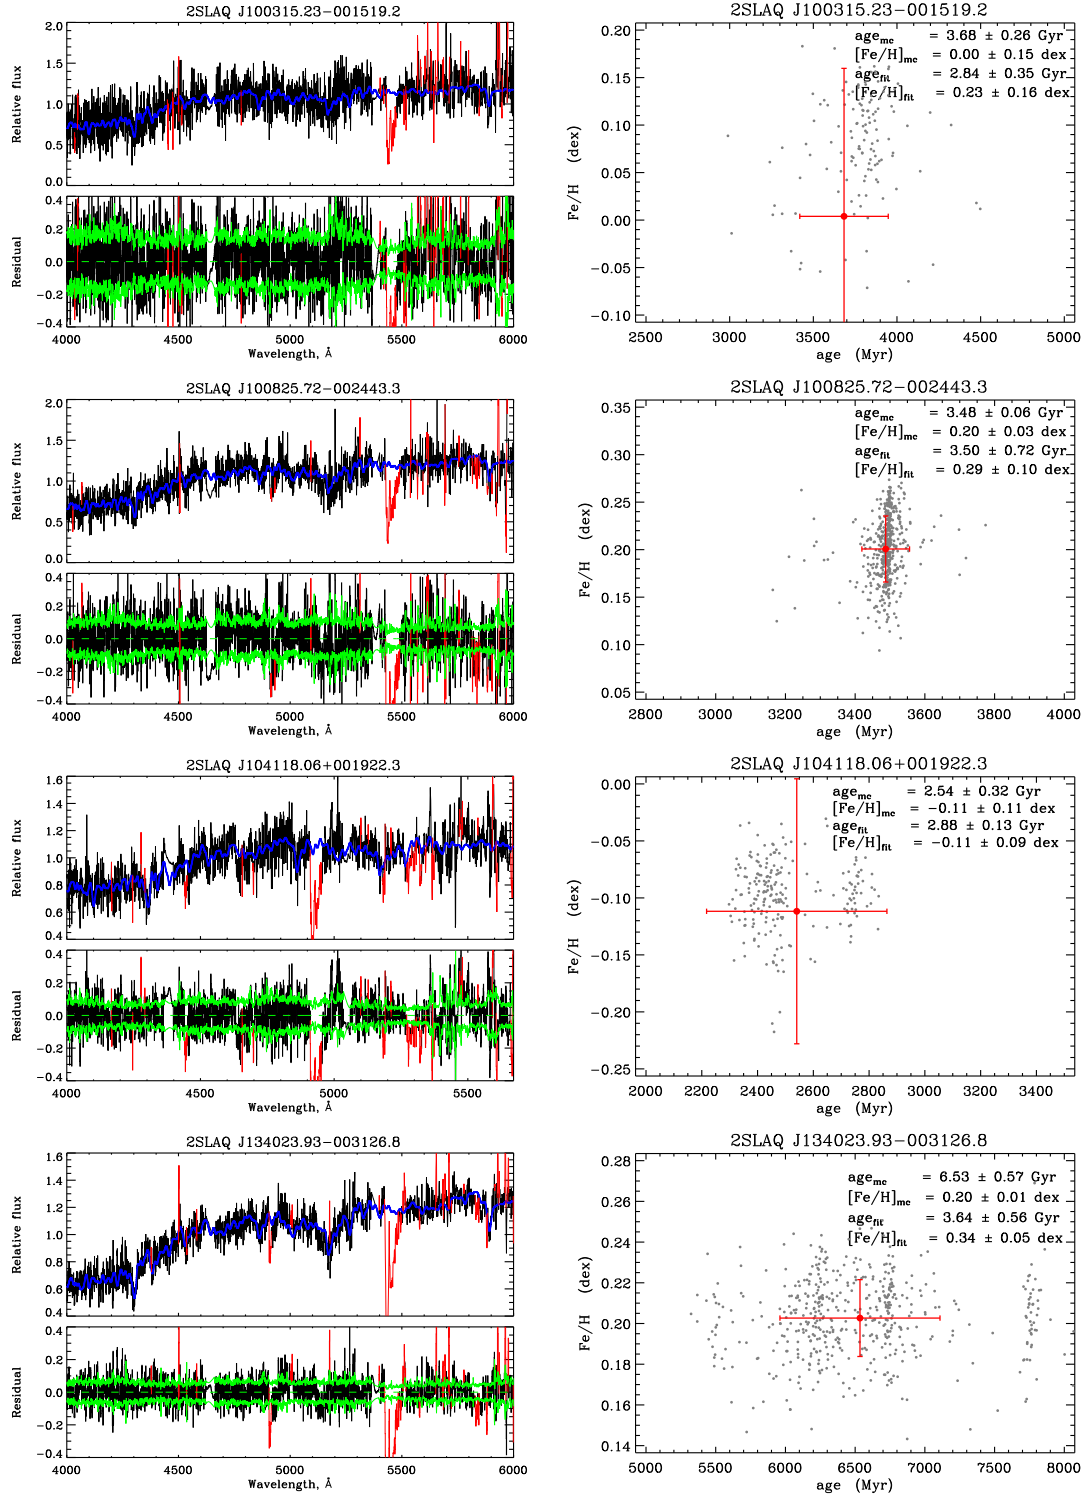 2SLAQ J100315.23−001519.2
2.0
1.5
1.0
0.5
0.0
Relative flux
0.4
0.2
0.0
−0.2
−0.4
Residual
4000 4500 5000 5500 6000
Wavelength, Å
2SLAQ J100315.23−001519.2
age_mc = 3.68 ± 0.26 Gyr
[Fe/H]_mc = 0.00 ± 0.15 dex
age_fit = 2.84 ± 0.35 Gyr
[Fe/H]_fit = 0.23 ± 0.16 dex
0.20
0.15
0.10
0.05
0.00
−0.05
−0.10
Fe/H (dex)
2500 3000 3500 4000 4500 5000
age (Myr)
2SLAQ J100825.72−002443.3
2.0
1.5
1.0
0.5
0.0
Relative flux
0.4
0.2
0.0
−0.2
−0.4
Residual
4000 4500 5000 5500 6000
Wavelength, Å
2SLAQ J100825.72−002443.3
age_mc = 3.48 ± 0.06 Gyr
[Fe/H]_mc = 0.20 ± 0.03 dex
age_fit = 3.50 ± 0.72 Gyr
[Fe/H]_fit = 0.29 ± 0.10 dex
0.35
0.30
0.25
0.20
0.15
0.10
0.05
Fe/H (dex)
2800 3000 3200 3400 3600 3800 4000
age (Myr)
2SLAQ J104118.06+001922.3
1.6
1.4
1.2
1.0
0.8
0.6
0.4
Relative flux
0.4
0.2
0.0
−0.2
−0.4
Residual
4000 4500 5000 5500
Wavelength, Å
2SLAQ J104118.06+001922.3
age_mc = 2.54 ± 0.32 Gyr
[Fe/H]_mc = −0.11 ± 0.11 dex
age_fit = 2.88 ± 0.13 Gyr
[Fe/H]_fit = −0.11 ± 0.09 dex
0.00
−0.05
−0.10
−0.15
−0.20
−0.25
Fe/H (dex)
2000 2200 2400 2600 2800 3000 3200 3400
age (Myr)
2SLAQ J134023.93−003126.8
1.6
1.4
1.2
1.0
0.8
0.6
0.4
Relative flux
0.4
0.2
0.0
−0.2
−0.4
Residual
4000 4500 5000 5500 6000
Wavelength, Å
2SLAQ J134023.93−003126.8
age_mc = 6.53 ± 0.57 Gyr
[Fe/H]_mc = 0.20 ± 0.01 dex
age_fit = 3.64 ± 0.56 Gyr
[Fe/H]_fit = 0.34 ± 0.05 dex
0.28
0.26
0.24
0.22
0.20
0.18
0.16
0.14
Fe/H (dex)
5000 5500 6000 6500 7000 7500 8000
age (Myr)